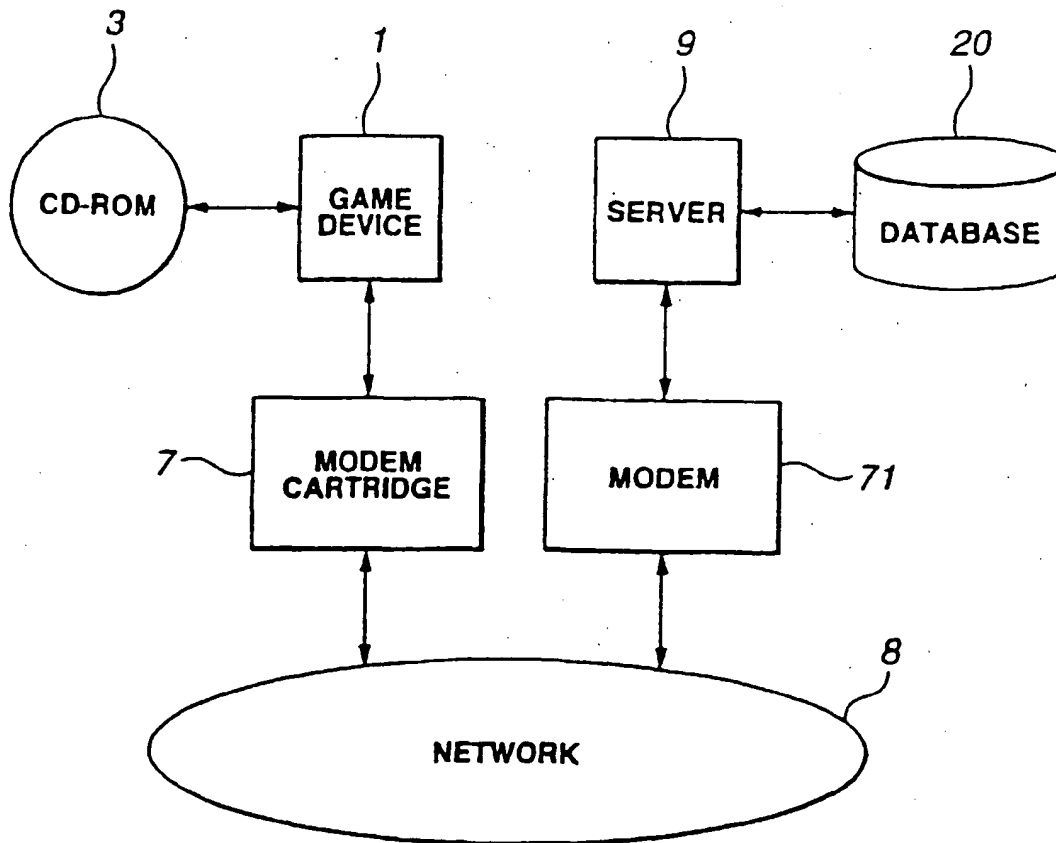 3
1
9
20
CD-ROM
GAME
DEVICE
SERVER
DATABASE
7
MODEM
CARTRIDGE
MODEM
71
8
NETWORK